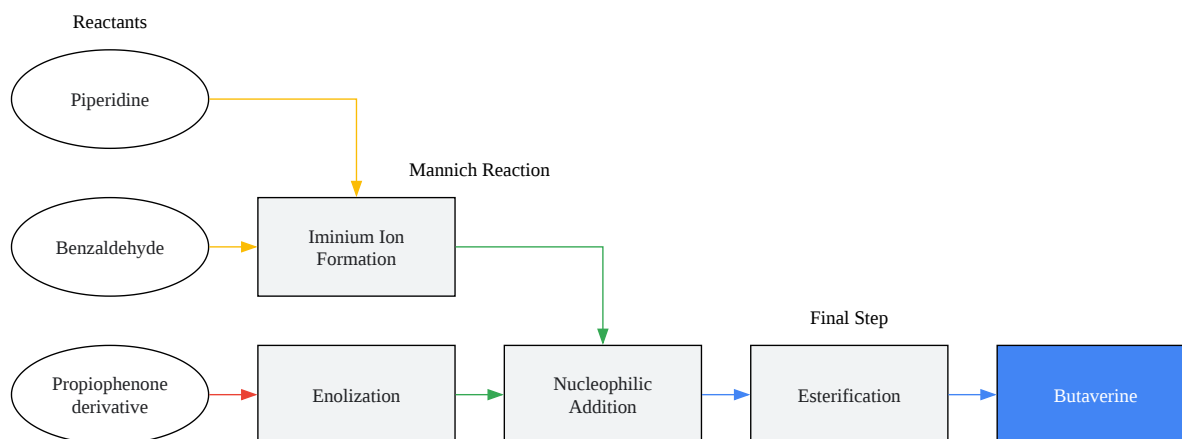 Reactants
Piperidine
Mannich Reaction
Benzaldehyde
Iminium Ion
Formation
Final Step
Propiophenone
derivative
Enolization
Nucleophilic
Addition
Esterification
Butaverine